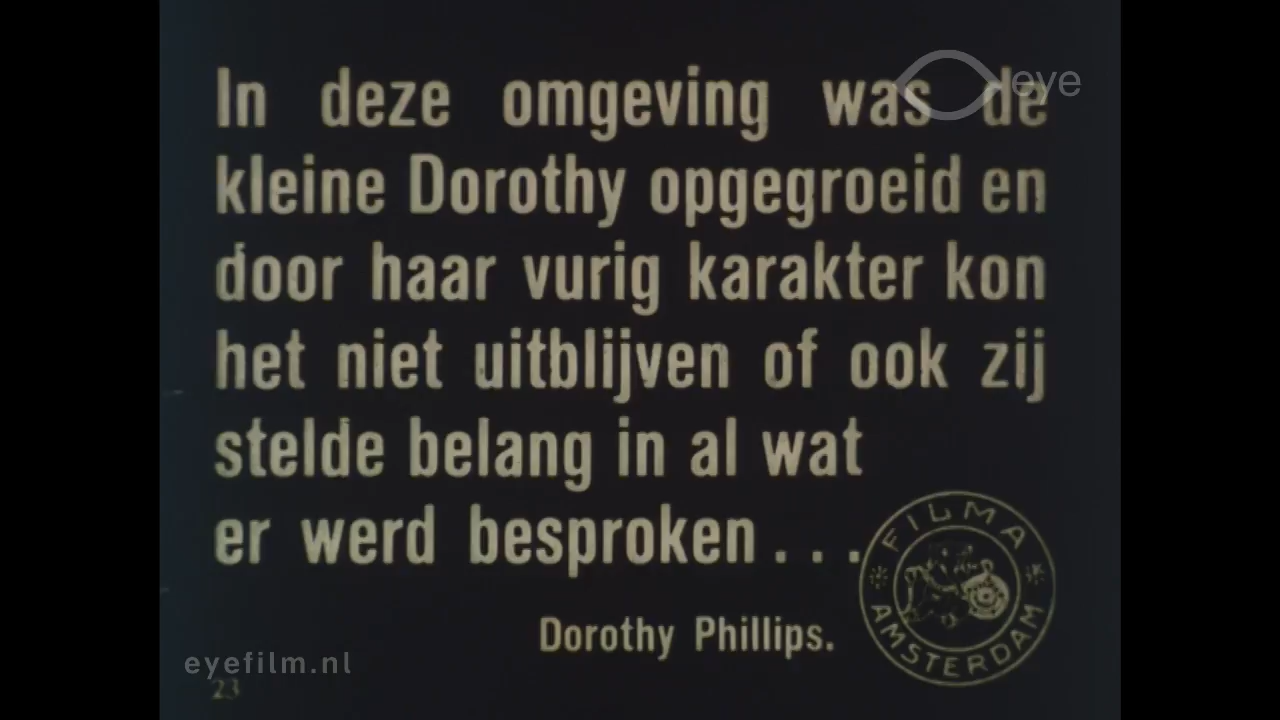 In deze omgeving was de
eye
kleine Dorothy opgegroeid en
door haar vurig karakter kon
het niet uitblijven of ook zij
stelde belang in al wat
er werd besproken . . .
Dorothy Phillips.
FILMA
AMSTERDAM
eyefilm.nl
23